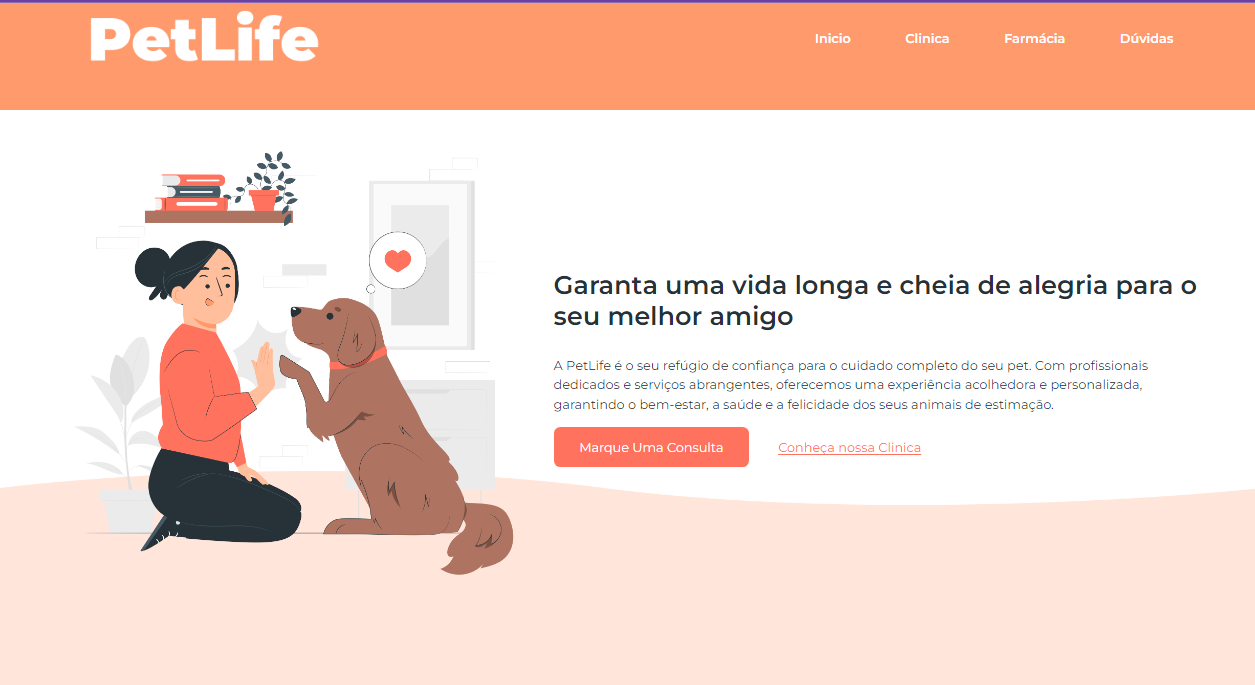 PetLife
Inicio Clinica Farmácia Dúvidas
Garanta uma vida longa e cheia de alegria para o
seu melhor amigo
A PetLife é o seu refúgio de confiança para o cuidado completo do seu pet. Com profissionais
dedicados e serviços abrangentes, oferecemos uma experiência acolhedora e personalizada,
garantindo o bem-estar, a saúde e a felicidade dos seus animais de estimação.
Marque Uma Consulta Conheça nossa Clinica